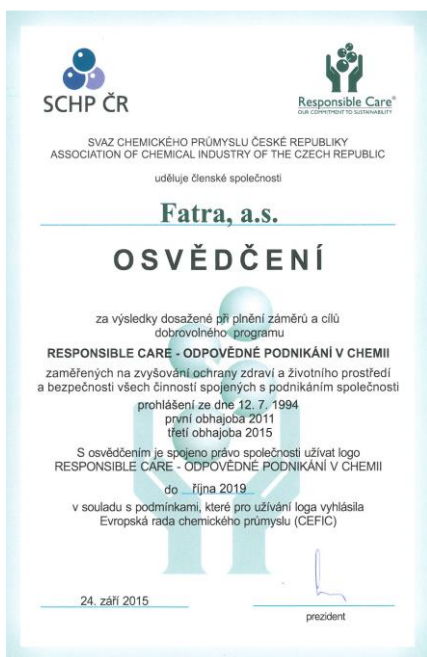 SCHP ČR
Responsible Care®
OUR COMMITMENT TO SUSTAINABILITY
SVAZ CHEMICKÉHO PRŮMYSLU ČESKÉ REPUBLIKY
ASSOCIATION OF CHEMICAL INDUSTRY OF THE CZECH REPUBLIC
uděluje členské společnosti
Fatra, a.s.
OSVĚDČENÍ
za výsledky dosažené při plnění záměrů a cílů
dobrovolného programu
RESPONSIBLE CARE - ODPOVĚDNÉ PODNIKÁNÍ V CHEMII
zaměřených na zvyšování ochrany zdraví a životního prostředí
a bezpečnosti všech činností spojených s podnikáním společnosti
prohlášení ze dne 12. 7. 1994
první obhajoba 2011
třetí obhajoba 2015
S osvědčením je spojeno právo společnosti užívat logo
RESPONSIBLE CARE - ODPOVĚDNÉ PODNIKÁNÍ V CHEMII
do října 2019
v souladu s podmínkami, které pro užívání loga vyhlásila
Evropská rada chemického průmyslu (CEFIC)
24. září 2015
prezident